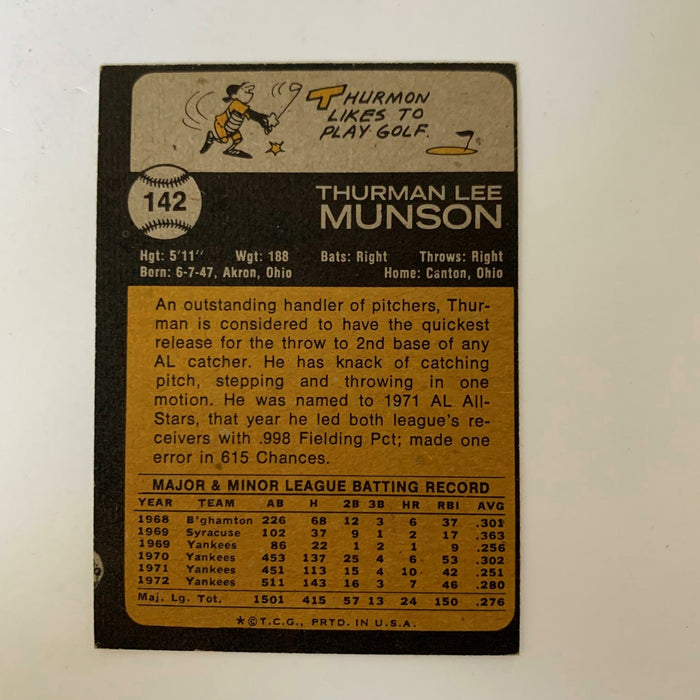 THURMON
LIKES TO
PLAY GOLF.
142
THURMAN LEE
MUNSON
Hgt: 5'11" Wgt: 188 Bats: Right Throws: Right
Born: 6-7-47, Akron, Ohio Home: Canton, Ohio
An outstanding handler of pitchers, Thur-
man is considered to have the quickest
release for the throw to 2nd base of any
AL catcher. He has knack of catching
pitch, stepping and throwing in one
motion. He was named to 1971 AL All-
Stars, that year he led both league's re-
ceivers with .998 Fielding Pct; made one
error in 615 Chances.
MAJOR & MINOR LEAGUE BATTING RECORD
YEAR TEAM AB H 2B 3B HR RBI AVG
1968 B'ghamton 226 68 12 3 6 37 .301
1969 Syracuse 102 37 9 1 2 17 .363
1969 Yankees 86 22 1 2 1 9 .256
1970 Yankees 453 137 25 4 6 53 .302
1971 Yankees 451 113 15 4 10 42 .251
1972 Yankees 511 143 16 3 7 46 .280
Maj. Lg. Tot. 1501 415 57 13 24 150 .276
★©T.C.G., PRTD. IN U.S.A.